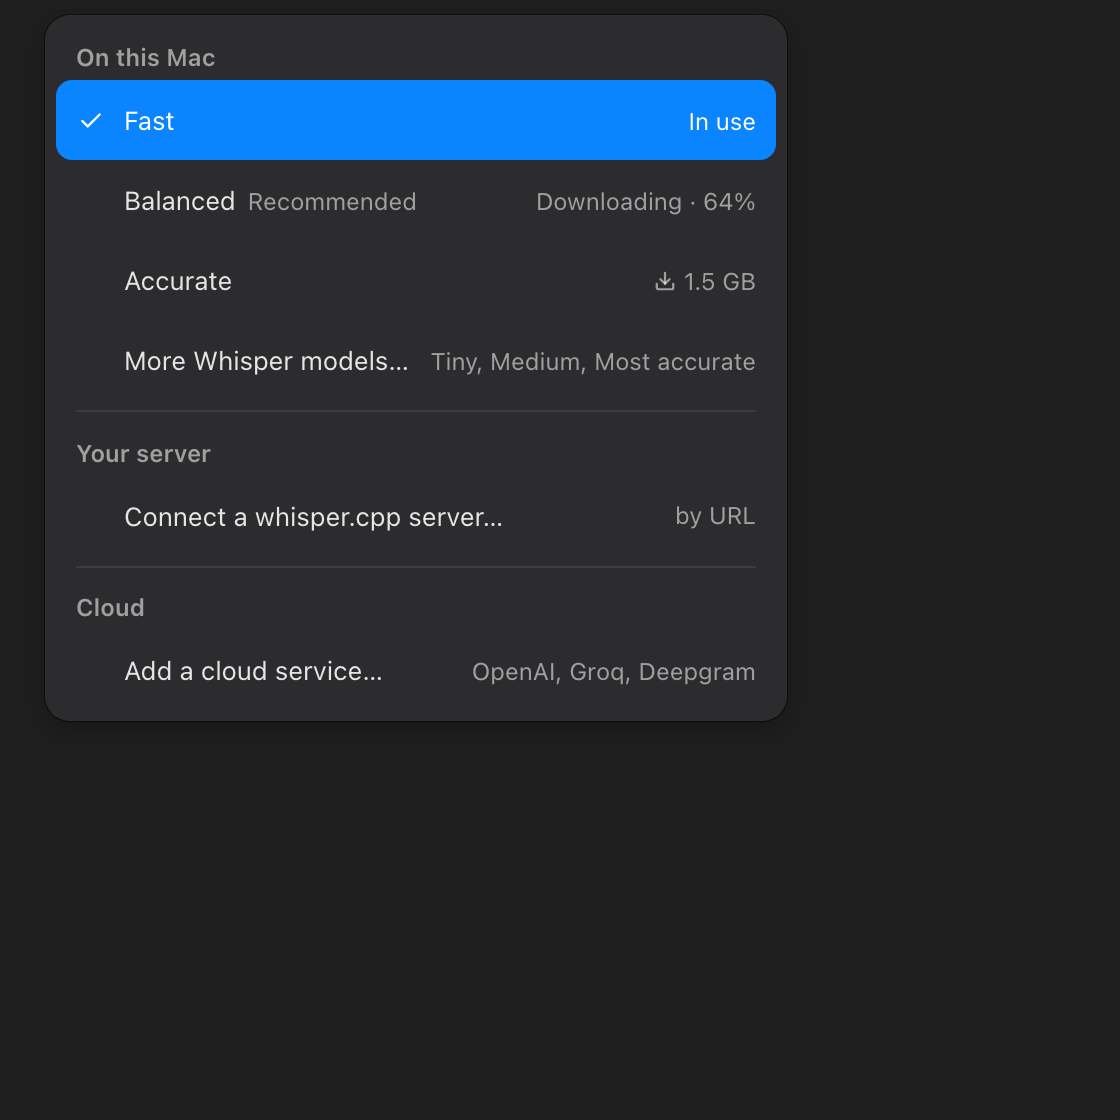 On this Mac
Fast In use
Balanced Recommended Downloading · 64%
Accurate 1.5 GB
More Whisper models... Tiny, Medium, Most accurate
Your server
Connect a whisper.cpp server... by URL
Cloud
Add a cloud service... OpenAI, Groq, Deepgram